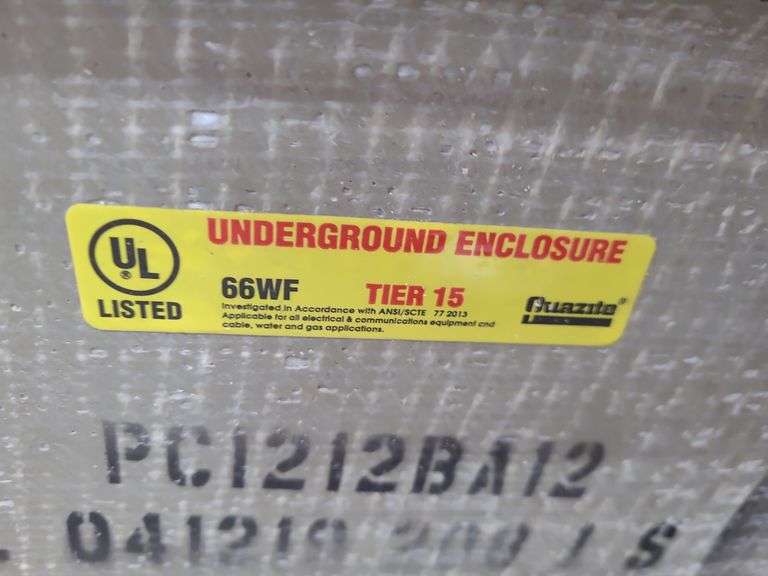 UL ®
LISTED
UNDERGROUND ENCLOSURE
66WF TIER 15
Investigated in Accordance with ANSI/SCTE 77 2013
Applicable for all electrical & communications equipment and
cable, water and gas applications.
Quazite®
PC1212BA12